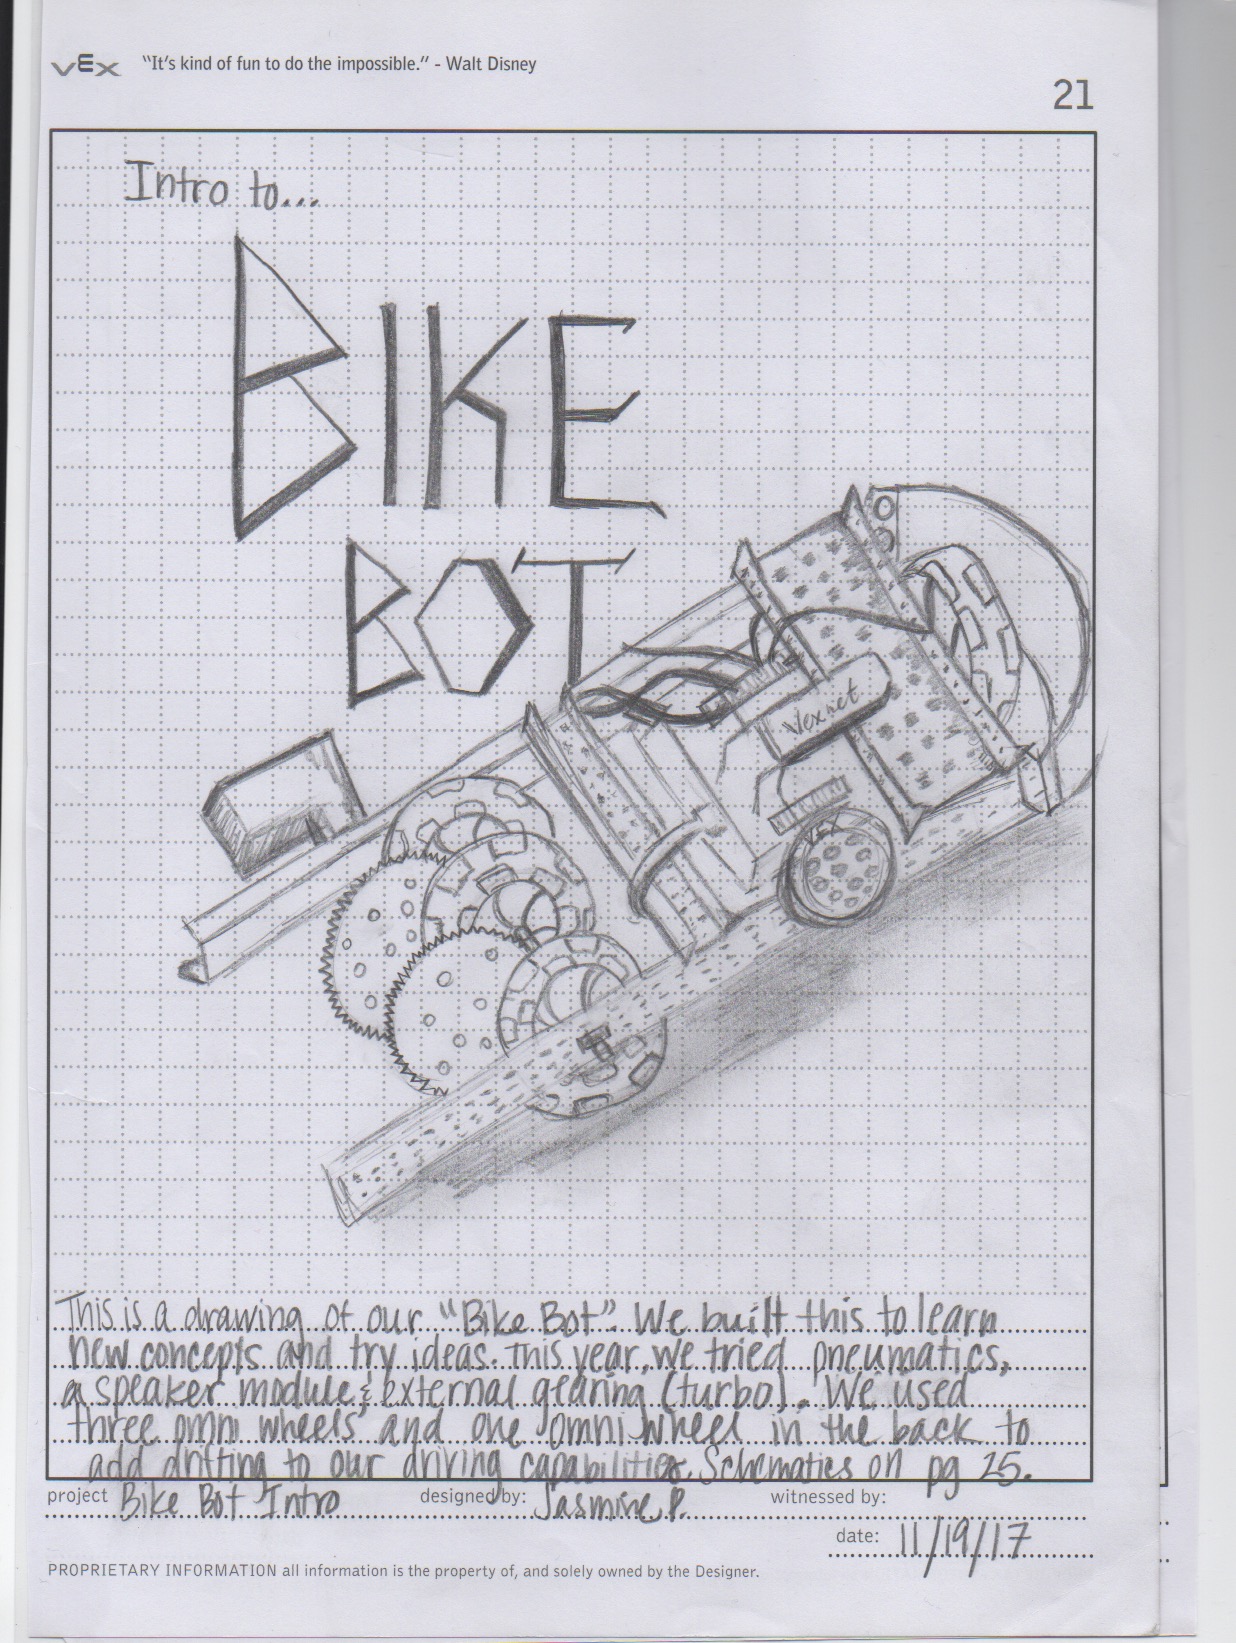 VEX "It's kind of fun to do the impossible." - Walt Disney
21
Intro to...
BIKE
BOT
Vexnet
VEX
This is a drawing of our "Bike Bot". We built this to learn
new concepts and try ideas. This year, we tried pneumatics,
a speaker module & external gearing (turbo). We used
three omni wheels and one omni wheel in the back to
add drifting to our driving capabilities. Schematics on pg 25.
project Bike Bot Intro designed by: Jasmine P. witnessed by:
date: 11/19/17
PROPRIETARY INFORMATION all information is the property of, and solely owned by the Designer.